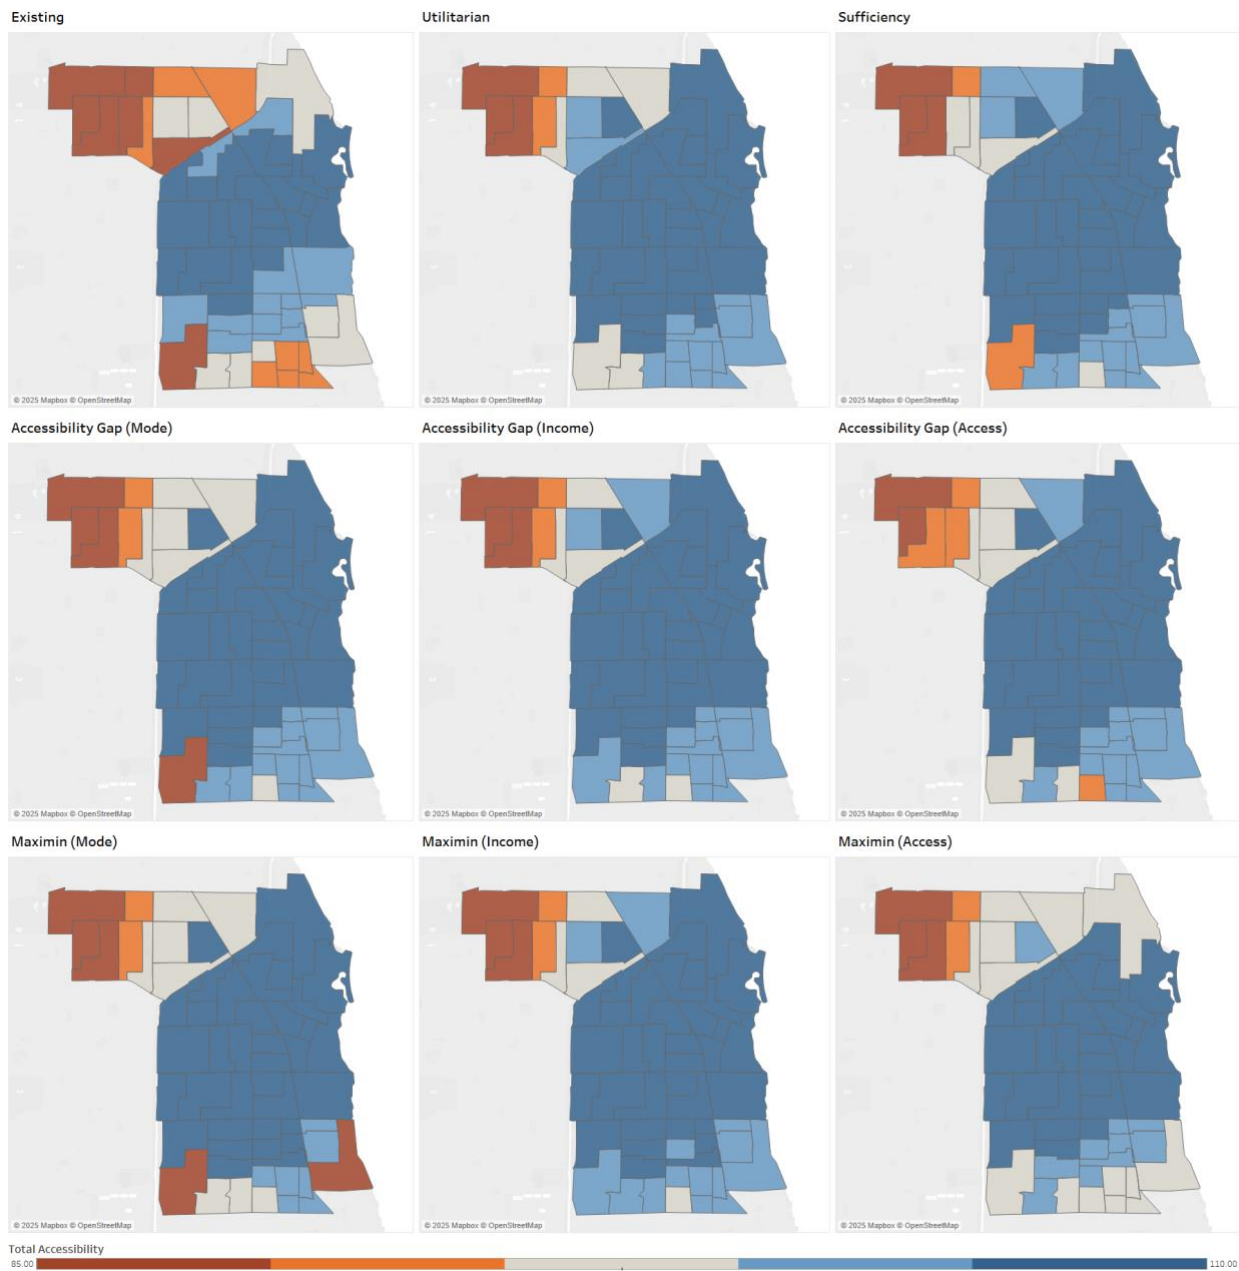 Existing
Utilitarian
Sufficiency
© 2025 Mapbox © OpenStreetMap
© 2025 Mapbox © OpenStreetMap
© 2025 Mapbox © OpenStreetMap
Accessibility Gap (Mode)
Accessibility Gap (Income)
Accessibility Gap (Access)
© 2025 Mapbox © OpenStreetMap
© 2025 Mapbox © OpenStreetMap
© 2025 Mapbox © OpenStreetMap
Maximin (Mode)
Maximin (Income)
Maximin (Access)
© 2025 Mapbox © OpenStreetMap
© 2025 Mapbox © OpenStreetMap
© 2025 Mapbox © OpenStreetMap
Total Accessibility
85.00
110.00